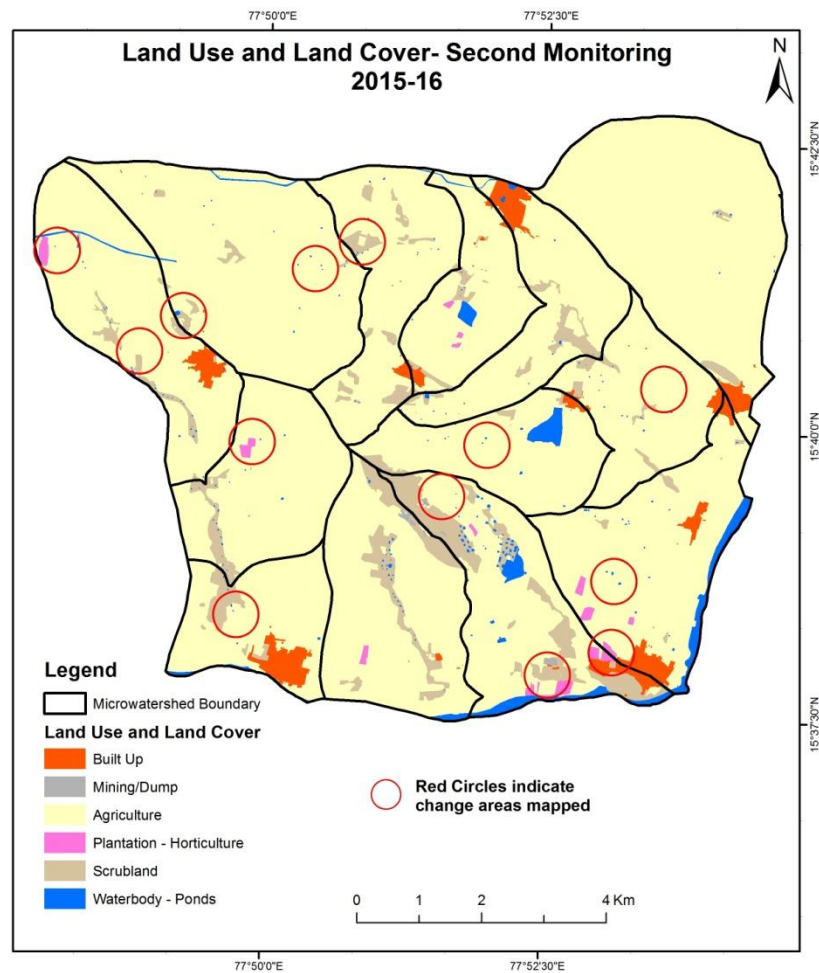 77°50'0"E
77°52'30"E
Land Use and Land Cover- Second Monitoring
2015-16
N
15°42'30"N
15°40'0"N
15°37'30"N
Legend
Microwatershed Boundary
Land Use and Land Cover
Built Up
Mining/Dump
Agriculture
Plantation - Horticulture
Scrubland
Waterbody - Ponds
Red Circles indicate
change areas mapped
0 1 2 4 Km
77°50'0"E
77°52'30"E